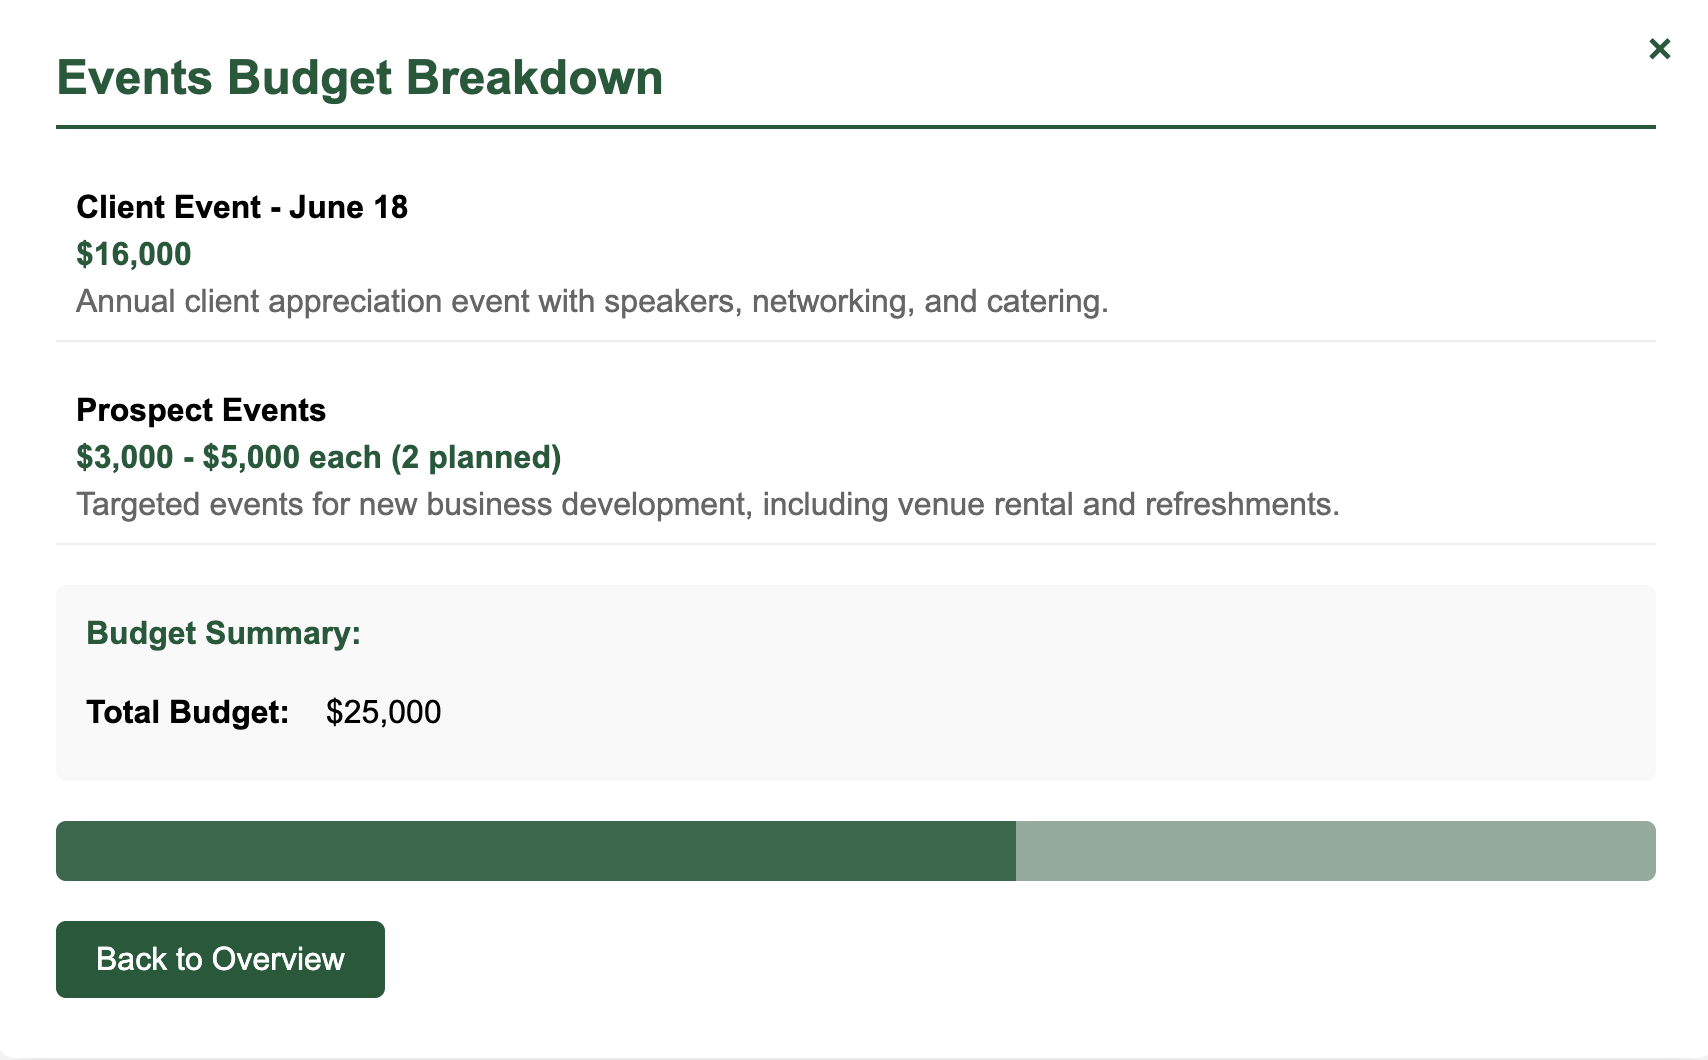 Events Budget Breakdown
×
Client Event - June 18
$16,000
Annual client appreciation event with speakers, networking, and catering.
Prospect Events
$3,000 - $5,000 each (2 planned)
Targeted events for new business development, including venue rental and refreshments.
Budget Summary:
Total Budget: $25,000
Back to Overview